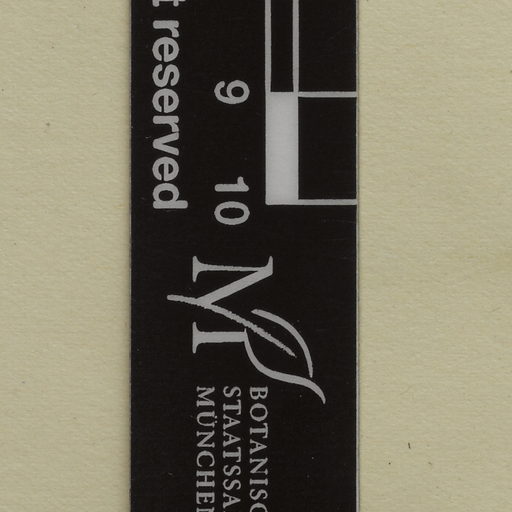 t reserved
9 10
M
BOTANISC
STAATSSA
MÜNCHEN